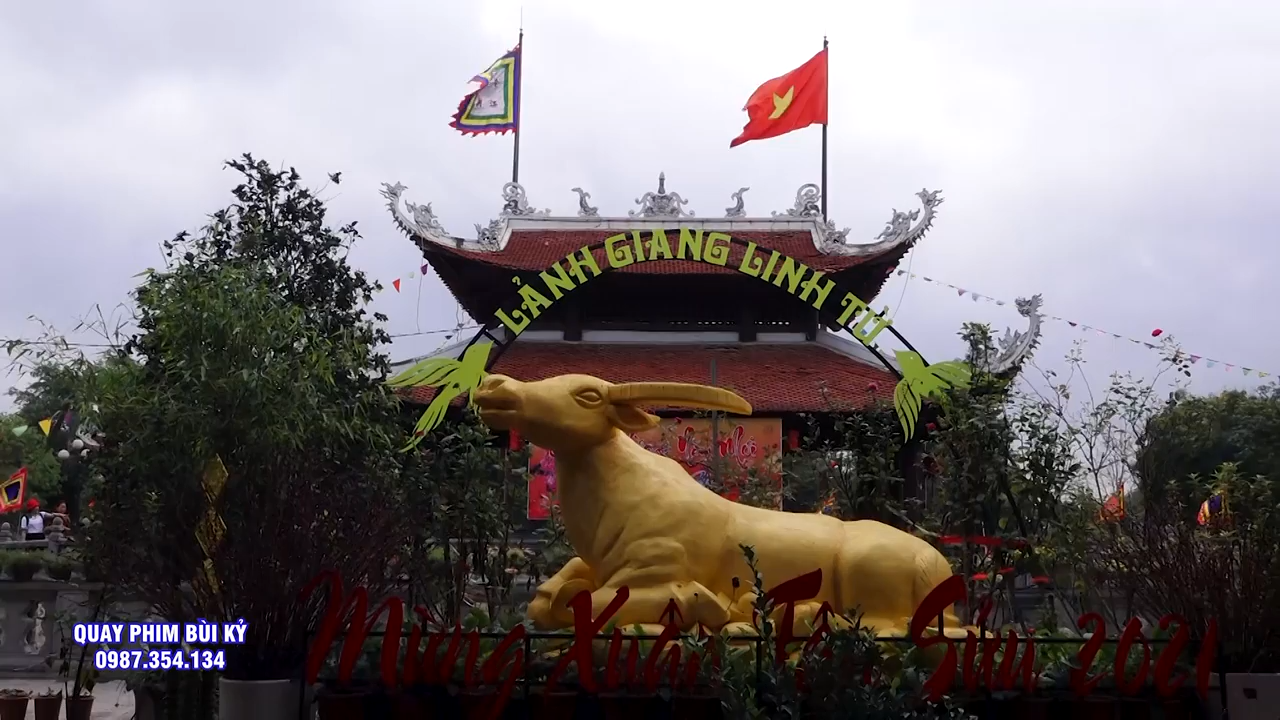 LẢNH GIANG LINH TỪ
Mừng Xuân Tân Sửu 2021
QUAY PHIM BÙI KỶ
0987.354.134